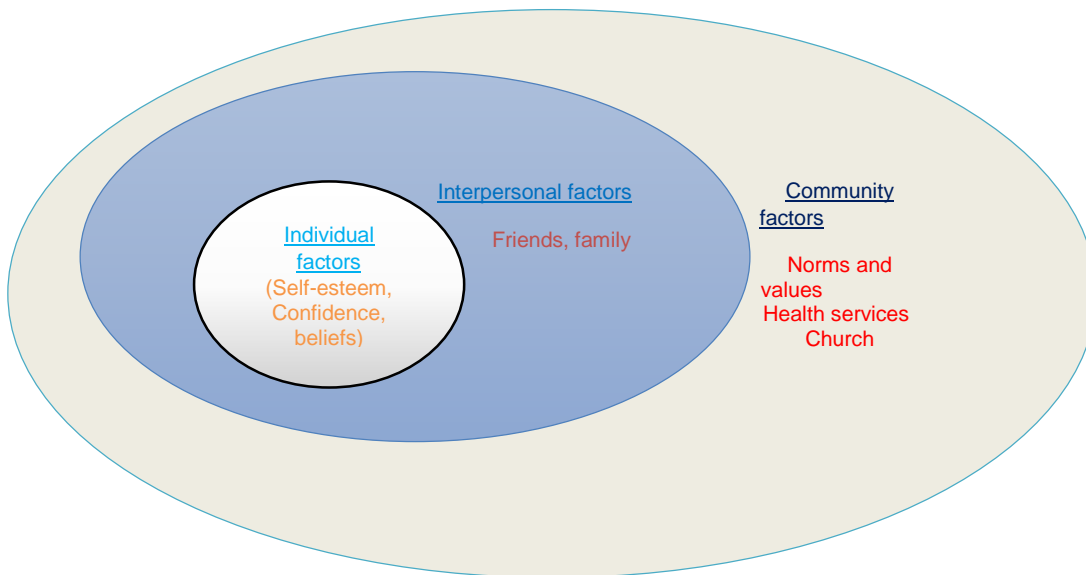 Individual
factors
(Self-esteem,
Confidence,
beliefs)
Interpersonal factors
Friends, family
Community
factors
Norms and
values
Health services
Church